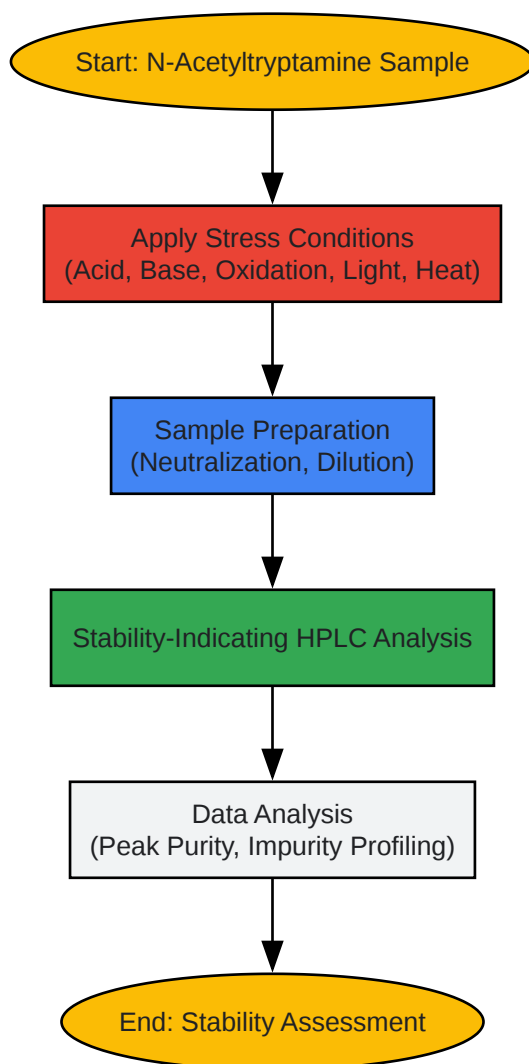 Start: N-Acetyltryptamine Sample
Apply Stress Conditions
(Acid, Base, Oxidation, Light, Heat)
Sample Preparation
(Neutralization, Dilution)
Stability-Indicating HPLC Analysis
Data Analysis
(Peak Purity, Impurity Profiling)
End: Stability Assessment